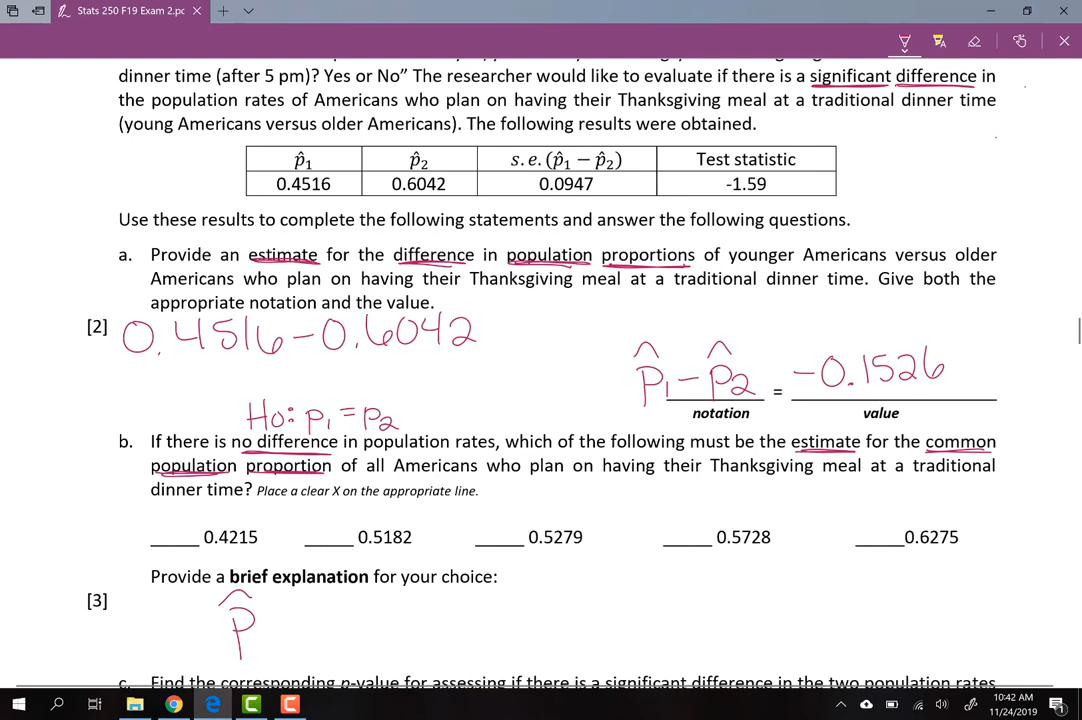 Stats 250 F19 Exam 2.pc
dinner time (after 5 pm)? Yes or No” The researcher would like to evaluate if there is a significant difference in
the population rates of Americans who plan on having their Thanksgiving meal at a traditional dinner time
(young Americans versus older Americans). The following results were obtained.
p̂₁ p̂₂ s.e.(p̂₁ − p̂₂) Test statistic
0.4516 0.6042 0.0947 -1.59
Use these results to complete the following statements and answer the following questions.
a. Provide an estimate for the difference in population proportions of younger Americans versus older
Americans who plan on having their Thanksgiving meal at a traditional dinner time. Give both the
appropriate notation and the value.
[2] 0.4516-0.6042
p̂₁ - p̂₂ = -0.1526
notation value
Ho: p₁ = p₂
b. If there is no difference in population rates, which of the following must be the estimate for the common
population proportion of all Americans who plan on having their Thanksgiving meal at a traditional
dinner time? Place a clear X on the appropriate line.
_____ 0.4215 _____ 0.5182 _____ 0.5279 _____ 0.5728 _____0.6275
Provide a brief explanation for your choice:
[3] p̂
c. Find the corresponding p-value for assessing if there is a significant difference in the two population rates
10:42 AM
11/24/2019